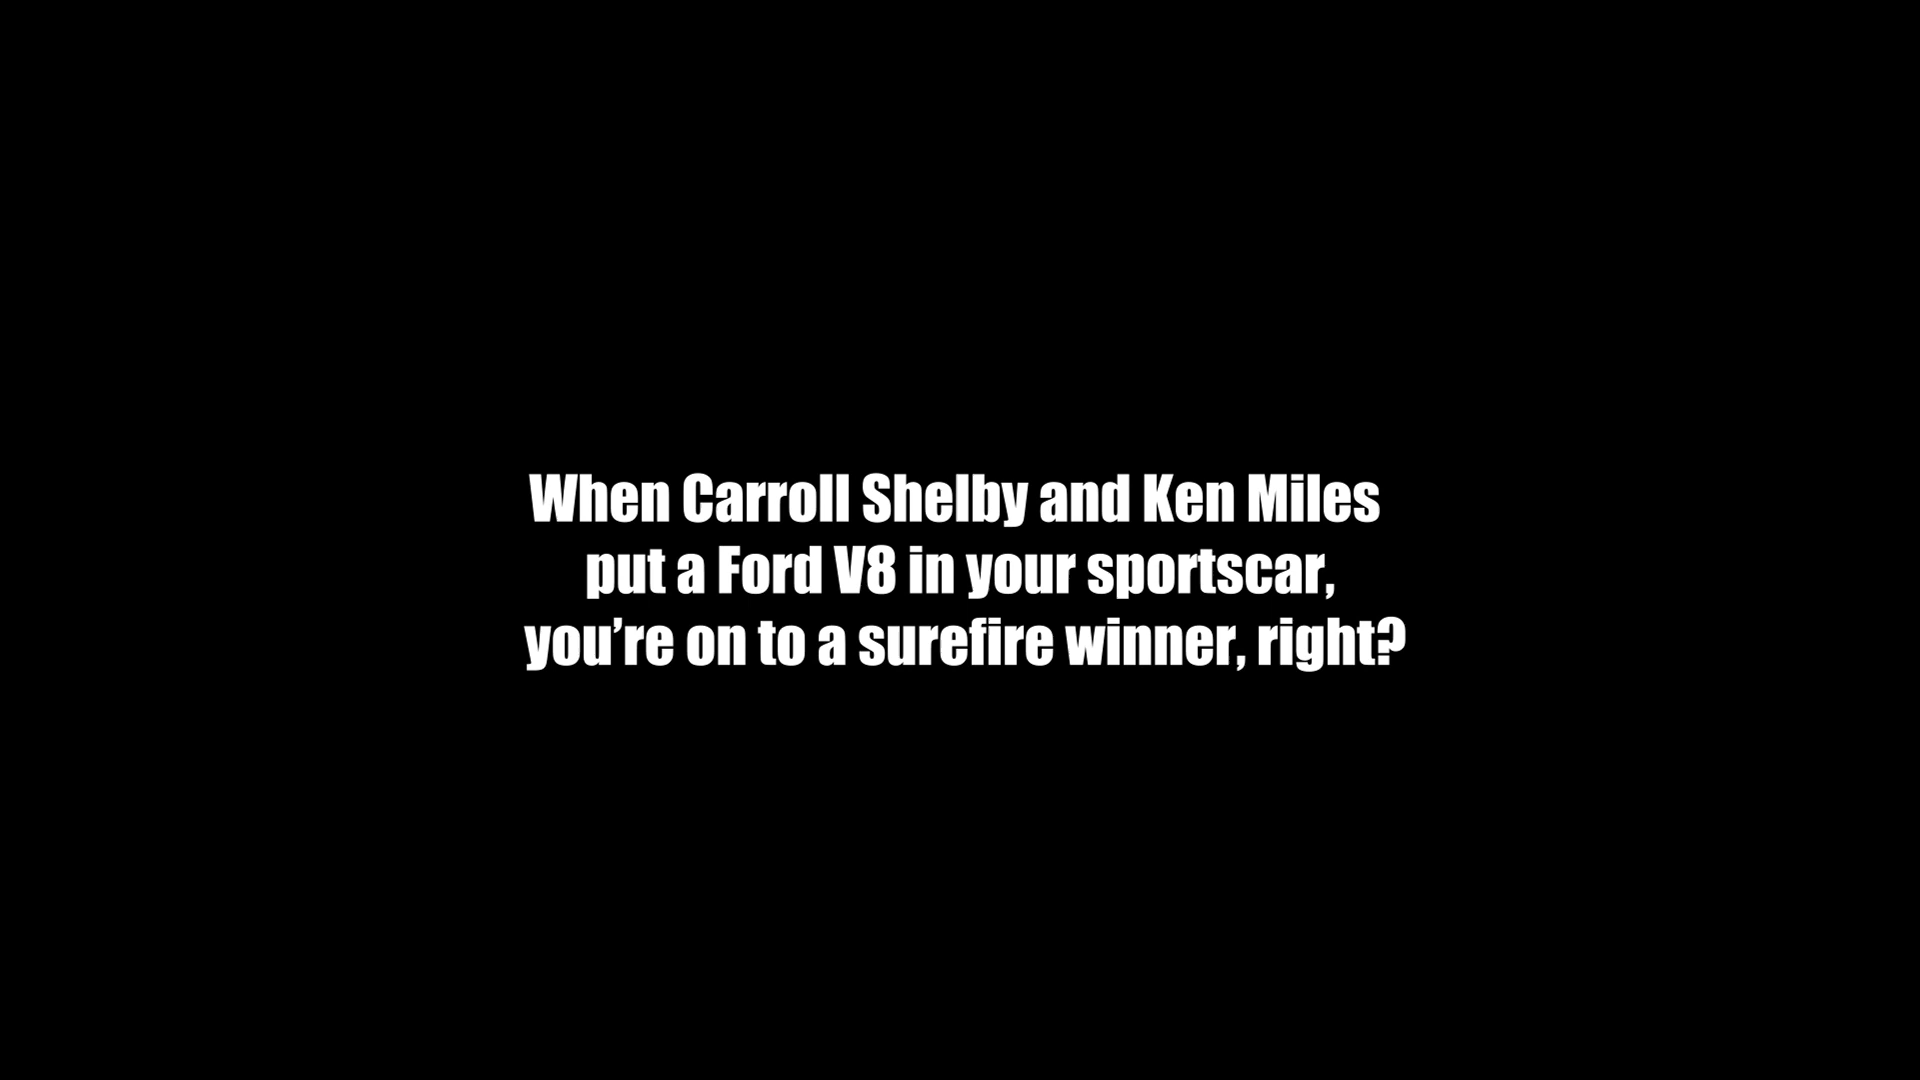 When Carroll Shelby and Ken Miles
put a Ford V8 in your sportscar,
you’re on to a surefire winner, right?